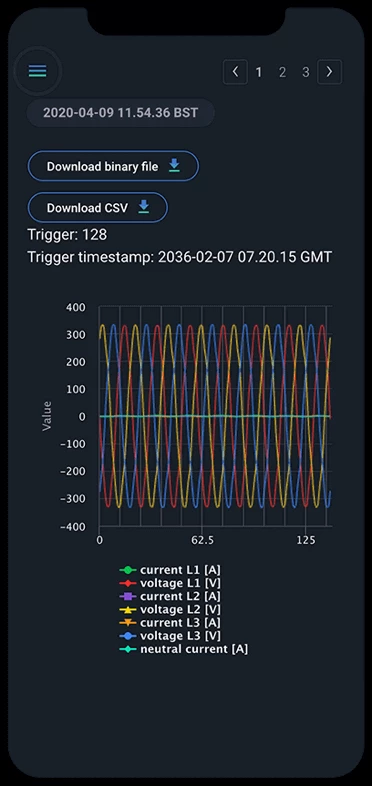 1 2 3
2020-04-09 11.54.36 BST
Download binary file
Download CSV
Trigger: 128
Trigger timestamp: 2036-02-07 07.20.15 GMT
400
300
200
100
0
-100
-200
-300
-400
Value
0 62.5 125
current L1 [A]
voltage L1 [V]
current L2 [A]
voltage L2 [V]
current L3 [A]
voltage L3 [V]
neutral current [A]